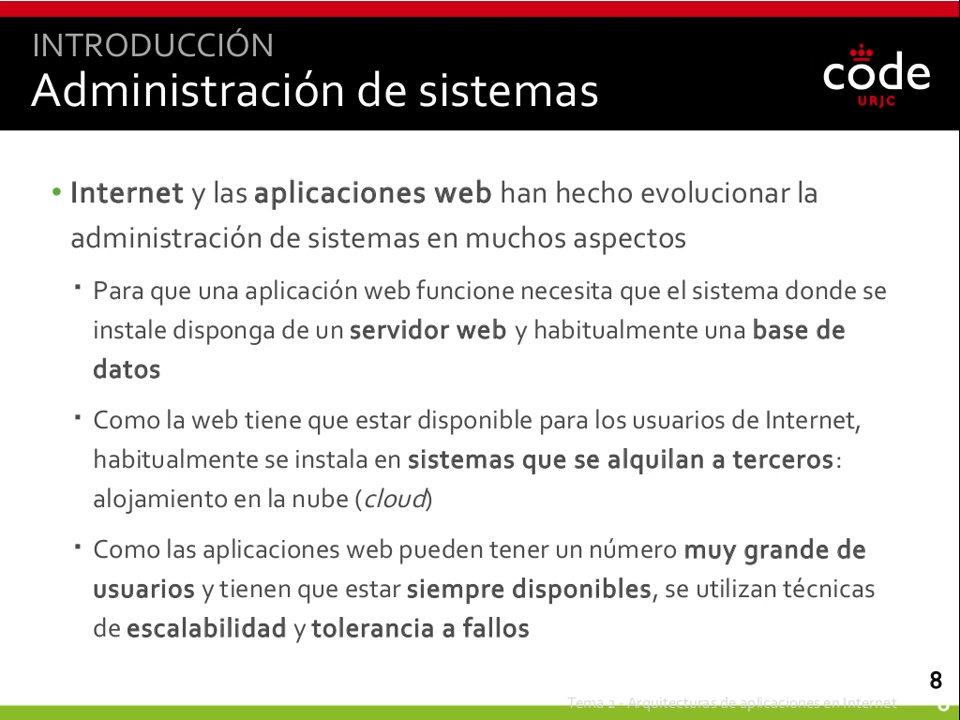 INTRODUCCIÓN
Administración de sistemas
code
URJC
• Internet y las aplicaciones web han hecho evolucionar la
administración de sistemas en muchos aspectos
▪ Para que una aplicación web funcione necesita que el sistema donde se
instale disponga de un servidor web y habitualmente una base de
datos
▪ Como la web tiene que estar disponible para los usuarios de Internet,
habitualmente se instala en sistemas que se alquilan a terceros:
alojamiento en la nube (cloud)
▪ Como las aplicaciones web pueden tener un número muy grande de
usuarios y tienen que estar siempre disponibles, se utilizan técnicas
de escalabilidad y tolerancia a fallos
8
Tema 2 - Arquitecturas de aplicaciones en Internet